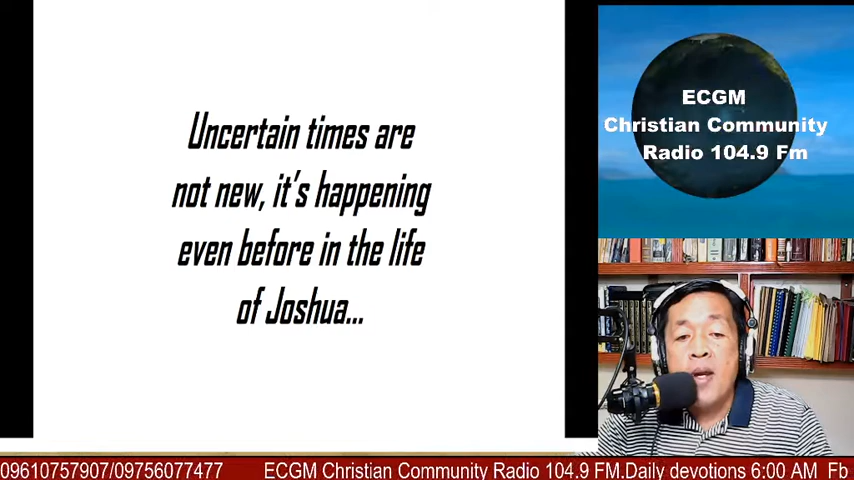 Uncertain times are
not new, it's happening
even before in the life
of Joshua...
ECGM
Christian Community
Radio 104.9 Fm
09610757907/09756077477 ECGM Christian Community Radio 104.9 FM.Daily devotions 6:00 AM Fb